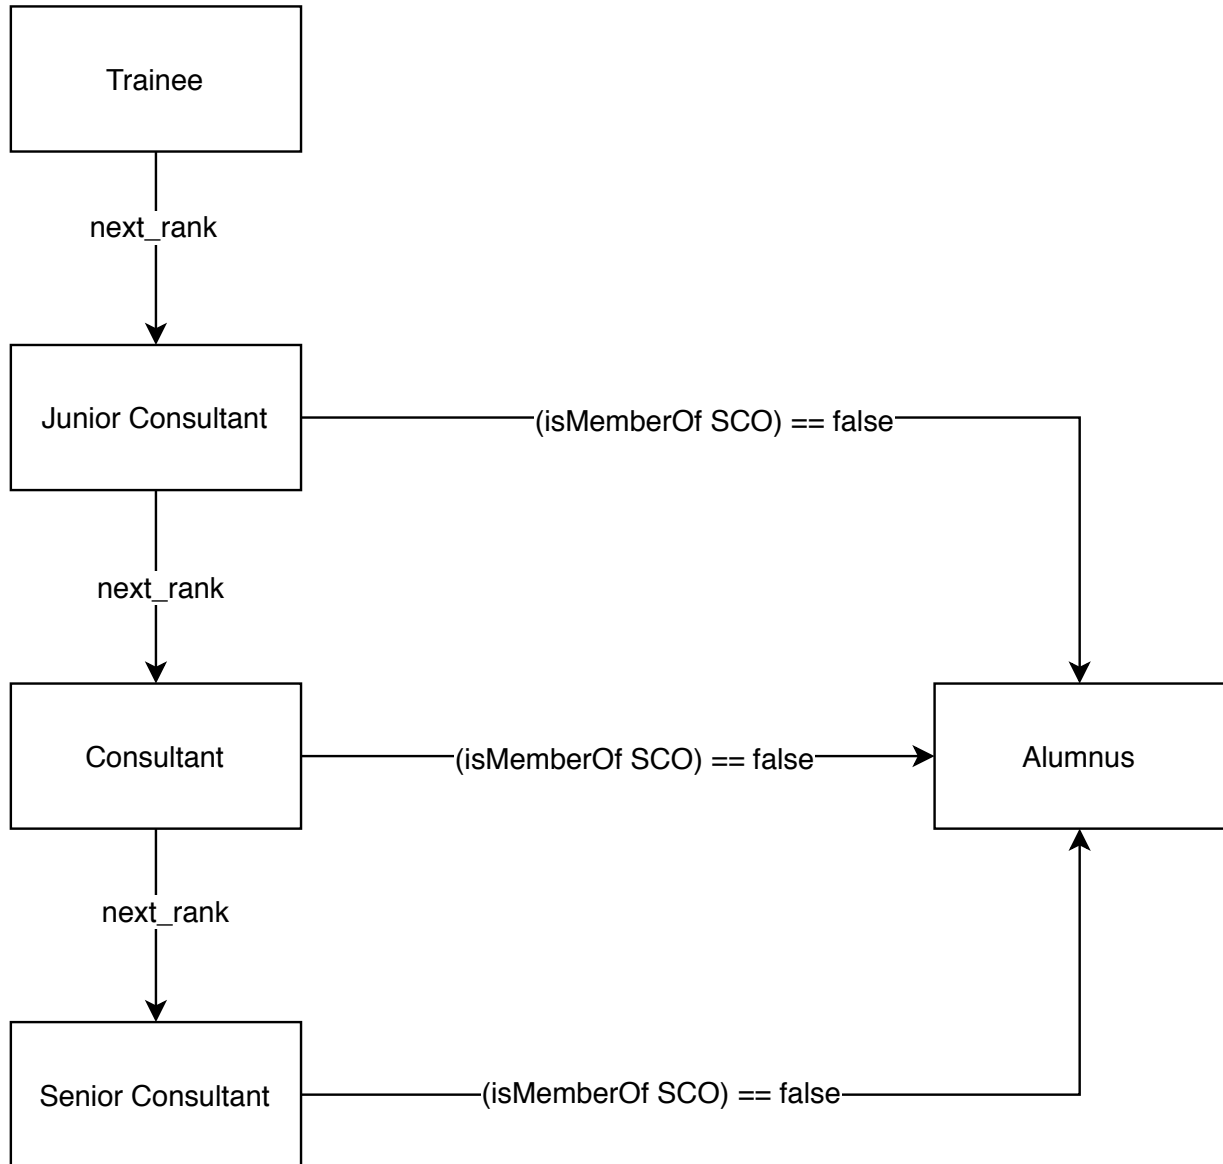 Trainee
next_rank
Junior Consultant
(isMemberOf SCO) == false
next_rank
Consultant
(isMemberOf SCO) == false
Alumnus
next_rank
Senior Consultant
(isMemberOf SCO) == false